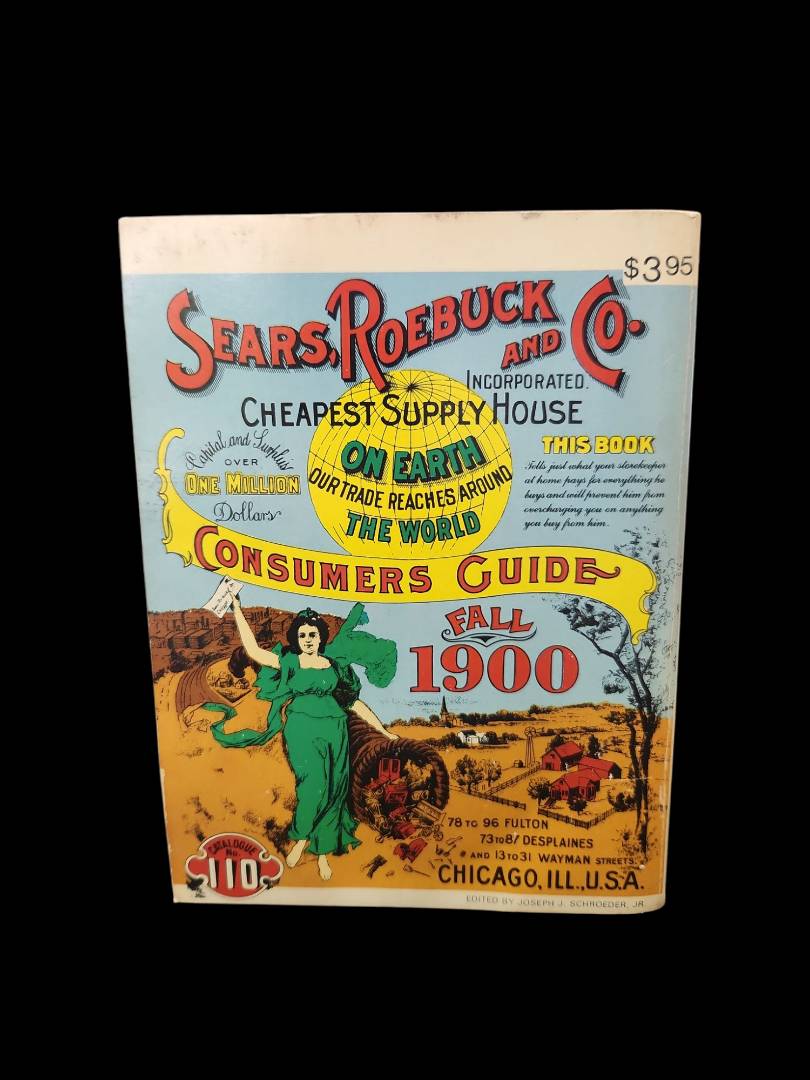 $3.95
SEARS, ROEBUCK AND CO.
INCORPORATED.
CHEAPEST SUPPLY HOUSE
ON EARTH
OUR TRADE REACHES AROUND
THE WORLD
Capital and Surplus
OVER
ONE MILLION
Dollars
THIS BOOK
Tells just what your storekeeper
at home pays for everything he
buys and will prevent him from
overcharging you on anything
you buy from him.
CONSUMERS GUIDE
FALL
1900
78 TO 96 FULTON
73 TO 87 DESPLAINES
AND 13 TO 31 WAYMAN STREETS.
CHICAGO, ILL., U.S.A.
CATALOGUE
No.
110
EDITED BY JOSEPH J. SCHROEDER, JR.